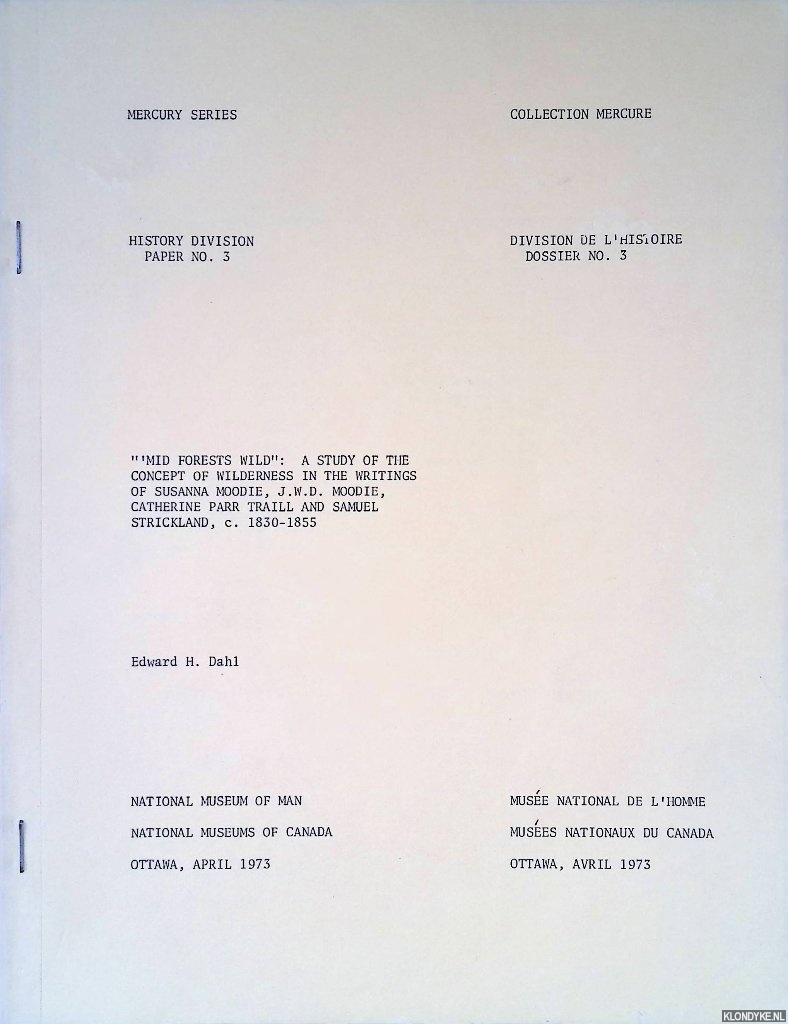 MERCURY SERIES
COLLECTION MERCURE
HISTORY DIVISION
PAPER NO. 3
DIVISION DE L'HISTOIRE
DOSSIER NO. 3
"'MID FORESTS WILD": A STUDY OF THE
CONCEPT OF WILDERNESS IN THE WRITINGS
OF SUSANNA MOODIE, J.W.D. MOODIE,
CATHERINE PARR TRAILL AND SAMUEL
STRICKLAND, c. 1830-1855
Edward H. Dahl
NATIONAL MUSEUM OF MAN
NATIONAL MUSEUMS OF CANADA
OTTAWA, APRIL 1973
MUSÉE NATIONAL DE L'HOMME
MUSÉES NATIONAUX DU CANADA
OTTAWA, AVRIL 1973
KLONDYKE.NL